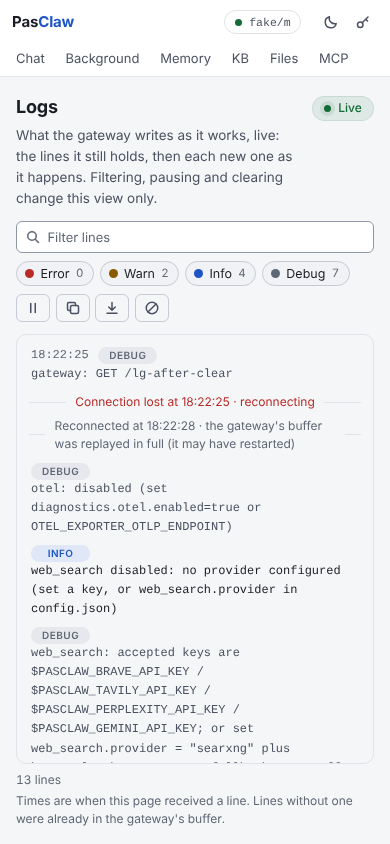 PasClaw
fake/m
Chat Background Memory KB Files MCP
Logs
Live
What the gateway writes as it works, live:
the lines it still holds, then each new one as
it happens. Filtering, pausing and clearing
change this view only.
Filter lines
Error 0 Warn 2 Info 4 Debug 7
18:22:25 DEBUG
gateway: GET /lg-after-clear
Connection lost at 18:22:25 · reconnecting
Reconnected at 18:22:28 · the gateway's buffer
was replayed in full (it may have restarted)
DEBUG
otel: disabled (set
diagnostics.otel.enabled=true or
OTEL_EXPORTER_OTLP_ENDPOINT)
INFO
web_search disabled: no provider configured
(set a key, or web_search.provider in
config.json)
DEBUG
web_search: accepted keys are
$PASCLAW_BRAVE_API_KEY /
$PASCLAW_TAVILY_API_KEY /
$PASCLAW_PERPLEXITY_API_KEY /
$PASCLAW_GEMINI_API_KEY; or set
web_search.provider = "searxng" plus
13 lines
Times are when this page received a line. Lines without one
were already in the gateway's buffer.